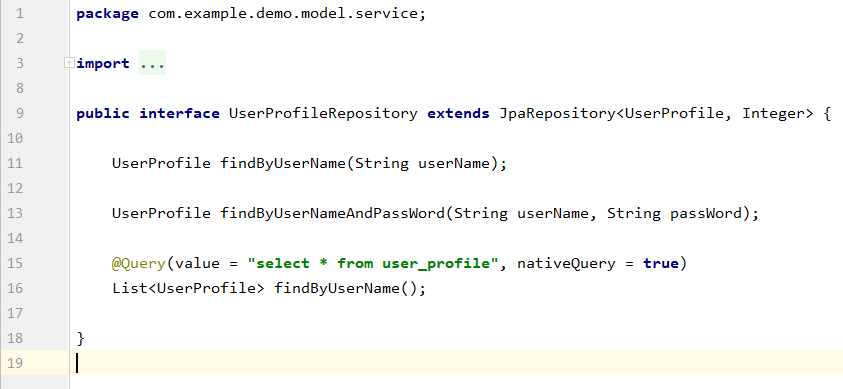 1 package com.example.demo.model.service;
2
3 import ...
8
9 public interface UserProfileRepository extends JpaRepository<UserProfile, Integer> {
10
11 UserProfile findByUserName(String userName);
12
13 UserProfile findByUserNameAndPassWord(String userName, String passWord);
14
15 @Query(value = "select * from user_profile", nativeQuery = true)
16 List<UserProfile> findByUserName();
17
18 }
19